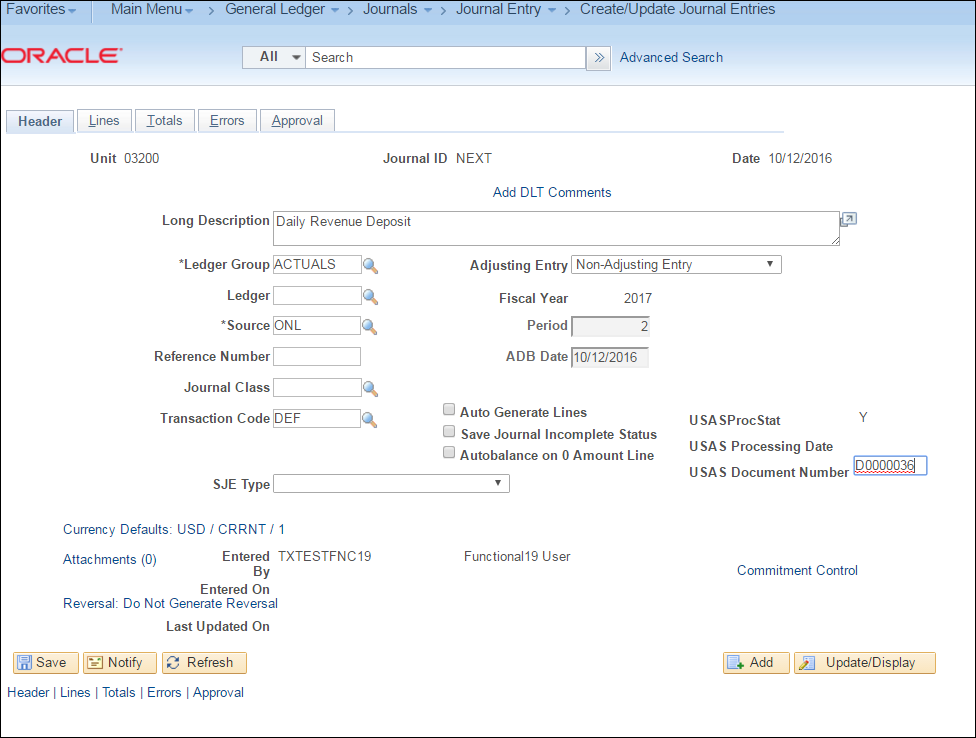 Favorites Main Menu > General Ledger > Journals > Journal Entry > Create/Update Journal Entries
ORACLE
All Search » Advanced Search
Header Lines Totals Errors Approval
Unit 03200 Journal ID NEXT Date 10/12/2016
Add DLT Comments
Long Description Daily Revenue Deposit
*Ledger Group ACTUALS Adjusting Entry Non-Adjusting Entry
Ledger Fiscal Year 2017
*Source ONL Period 2
Reference Number ADB Date 10/12/2016
Journal Class
Transaction Code DEF
Auto Generate Lines
Save Journal Incomplete Status
Autobalance on 0 Amount Line
USASProcStat Y
USAS Processing Date
USAS Document Number D0000036
SJE Type
Currency Defaults: USD / CRRNT / 1
Attachments (0) Entered By TXTESTFNC19 Functional19 User
Commitment Control
Entered On
Reversal: Do Not Generate Reversal
Last Updated On
Save Notify Refresh Add Update/Display
Header | Lines | Totals | Errors | Approval